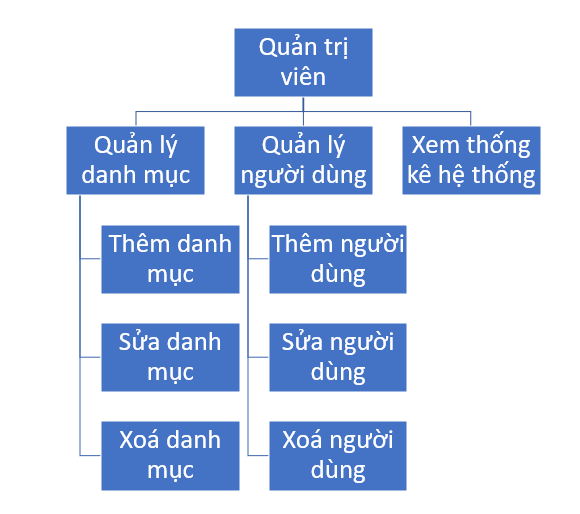 Quản trị
viên
Quản lý
danh mục
Quản lý
người dùng
Xem thống
kê hệ thống
Thêm danh
mục
Thêm người
dùng
Sửa danh
mục
Sửa người
dùng
Xoá danh
mục
Xoá người
dùng